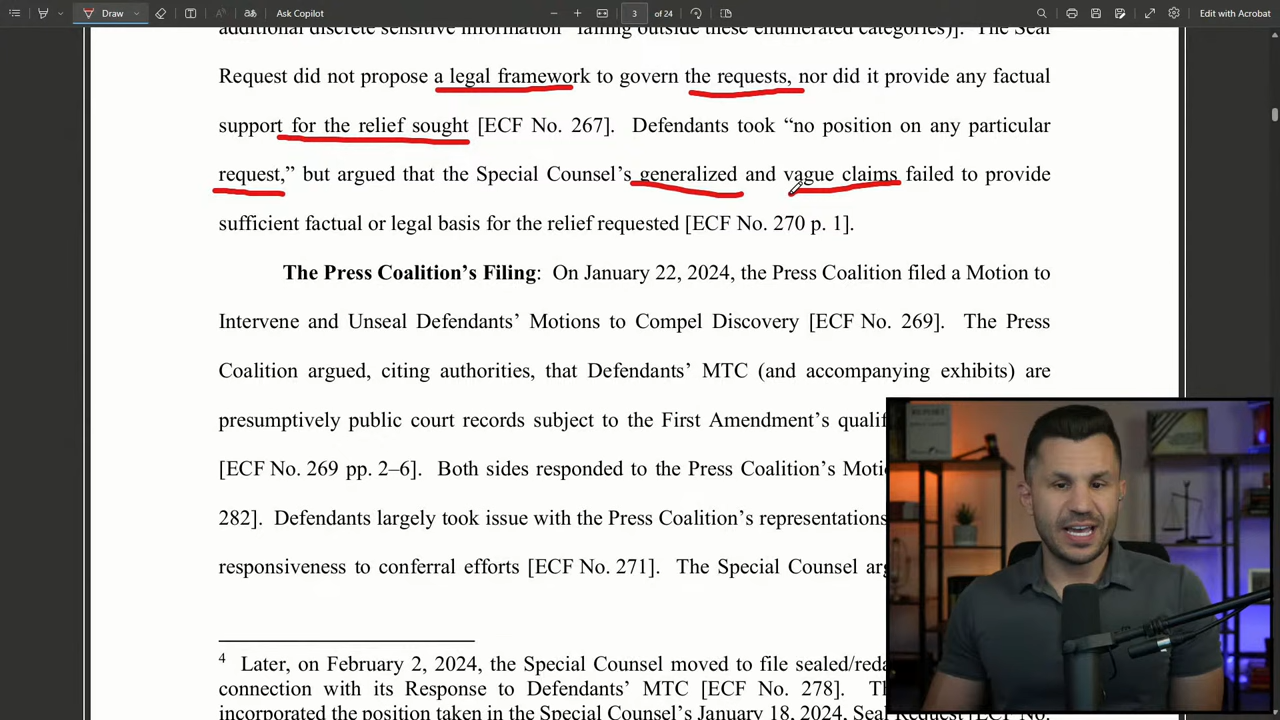 Draw
Ask Copilot
3 of 24
Edit with Acrobat
additional discrete sensitive information" falling outside these enumerated categories)]. The Seal
Request did not propose a legal framework to govern the requests, nor did it provide any factual
support for the relief sought [ECF No. 267]. Defendants took “no position on any particular
request,” but argued that the Special Counsel’s generalized and vague claims failed to provide
sufficient factual or legal basis for the relief requested [ECF No. 270 p. 1].
The Press Coalition’s Filing: On January 22, 2024, the Press Coalition filed a Motion to
Intervene and Unseal Defendants’ Motions to Compel Discovery [ECF No. 269]. The Press
Coalition argued, citing authorities, that Defendants’ MTC (and accompanying exhibits) are
presumptively public court records subject to the First Amendment’s qualif
[ECF No. 269 pp. 2–6]. Both sides responded to the Press Coalition’s Moti
282]. Defendants largely took issue with the Press Coalition’s representations
responsiveness to conferral efforts [ECF No. 271]. The Special Counsel arg
4 Later, on February 2, 2024, the Special Counsel moved to file sealed/reda
connection with its Response to Defendants’ MTC [ECF No. 278]. Th
incorporated the position taken in the Special Counsel’s January 18, 2024, Seal Request [ECF No.